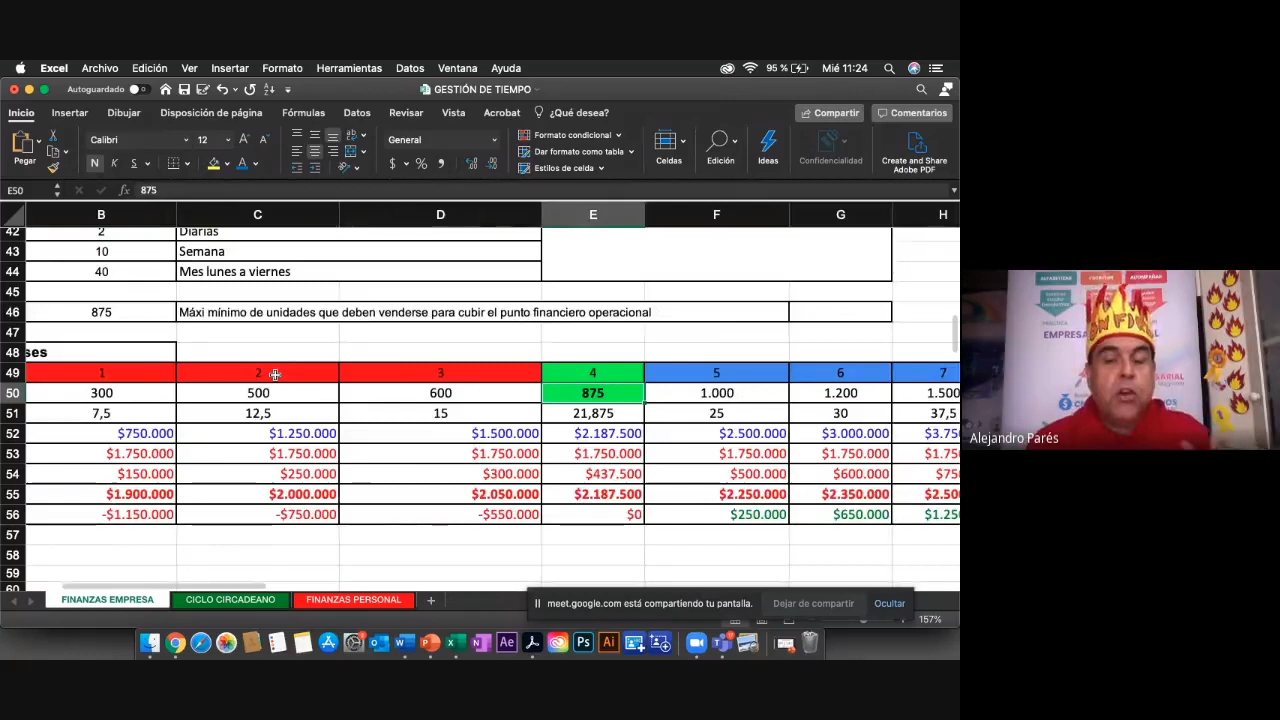 Excel Archivo Edición Ver Insertar Formato Herramientas Datos Ventana Ayuda 95 % Mié 11:24
Autoguardado GESTIÓN DE TIEMPO
Inicio Insertar Dibujar Disposición de página Fórmulas Datos Revisar Vista Acrobat ¿Qué desea? Compartir Comentarios
Pegar
Calibri 12
N K S
General
$ % 
Formato condicional
Dar formato como tabla
Estilos de celda
Celdas
Edición
Ideas
Confidencialidad
Create and Share
Adobe PDF
E50 fx 875
B C D E F G H
42 2 Diarias
43 10 Semana
44 40 Mes lunes a viernes
45
46 875 Máxi mínimo de unidades que deben venderse para cubir el punto financiero operacional
47
48 ses
49 1 2 3 4 5 6 7
50 300 500 600 875 1.000 1.200 1.500
51 7,5 12,5 15 21,875 25 30 37,5
52 $750.000 $1.250.000 $1.500.000 $2.187.500 $2.500.000 $3.000.000 $3.75
53 $1.750.000 $1.750.000 $1.750.000 $1.750.000 $1.750.000 $1.750.000 $1.75
54 $150.000 $250.000 $300.000 $437.500 $500.000 $600.000 $75
55 $1.900.000 $2.000.000 $2.050.000 $2.187.500 $2.250.000 $2.350.000 $2.50
56 -$1.150.000 -$750.000 -$550.000 $0 $250.000 $650.000 $1.25
57
58
59
60
FINANZAS EMPRESA CICLO CIRCADEANO FINANZAS PERSONAL +
meet.google.com está compartiendo tu pantalla. Dejar de compartir Ocultar
157%
Alejandro Parés